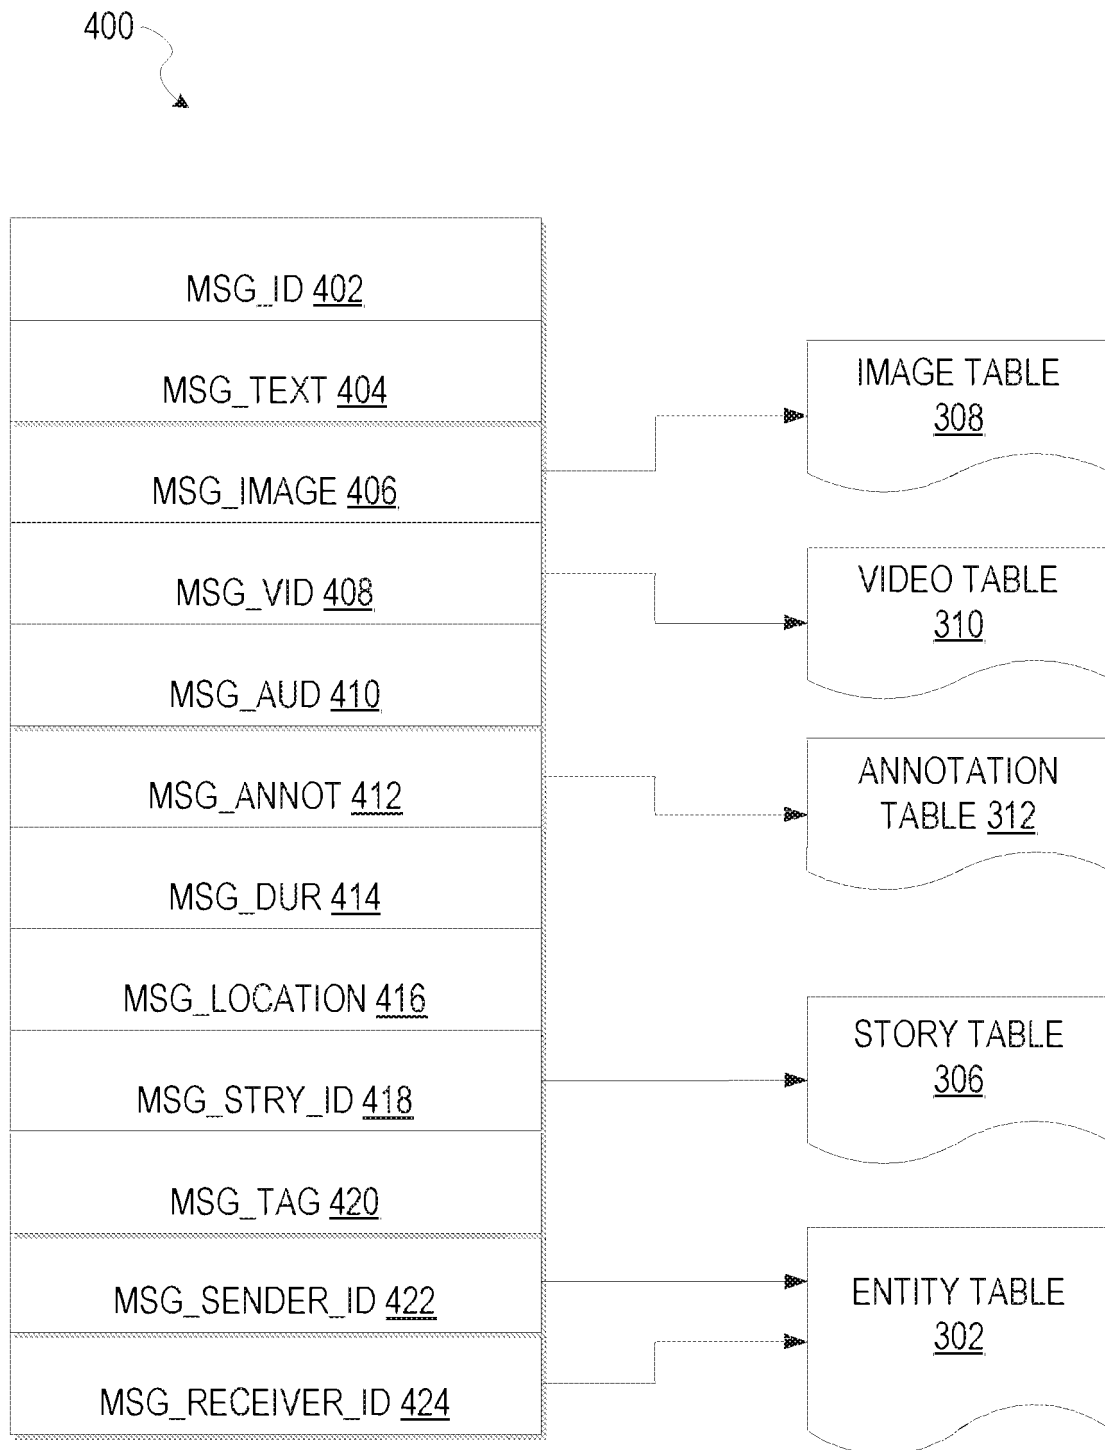 400
MSG_ID 402
MSG_TEXT 404
MSG_IMAGE 406
MSG_VID 408
MSG_AUD 410
MSG_ANNOT 412
MSG_DUR 414
MSG_LOCATION 416
MSG_STRY_ID 418
MSG_TAG 420
MSG_SENDER_ID 422
MSG_RECEIVER_ID 424
IMAGE TABLE
308
VIDEO TABLE
310
ANNOTATION
TABLE 312
STORY TABLE
306
ENTITY TABLE
302